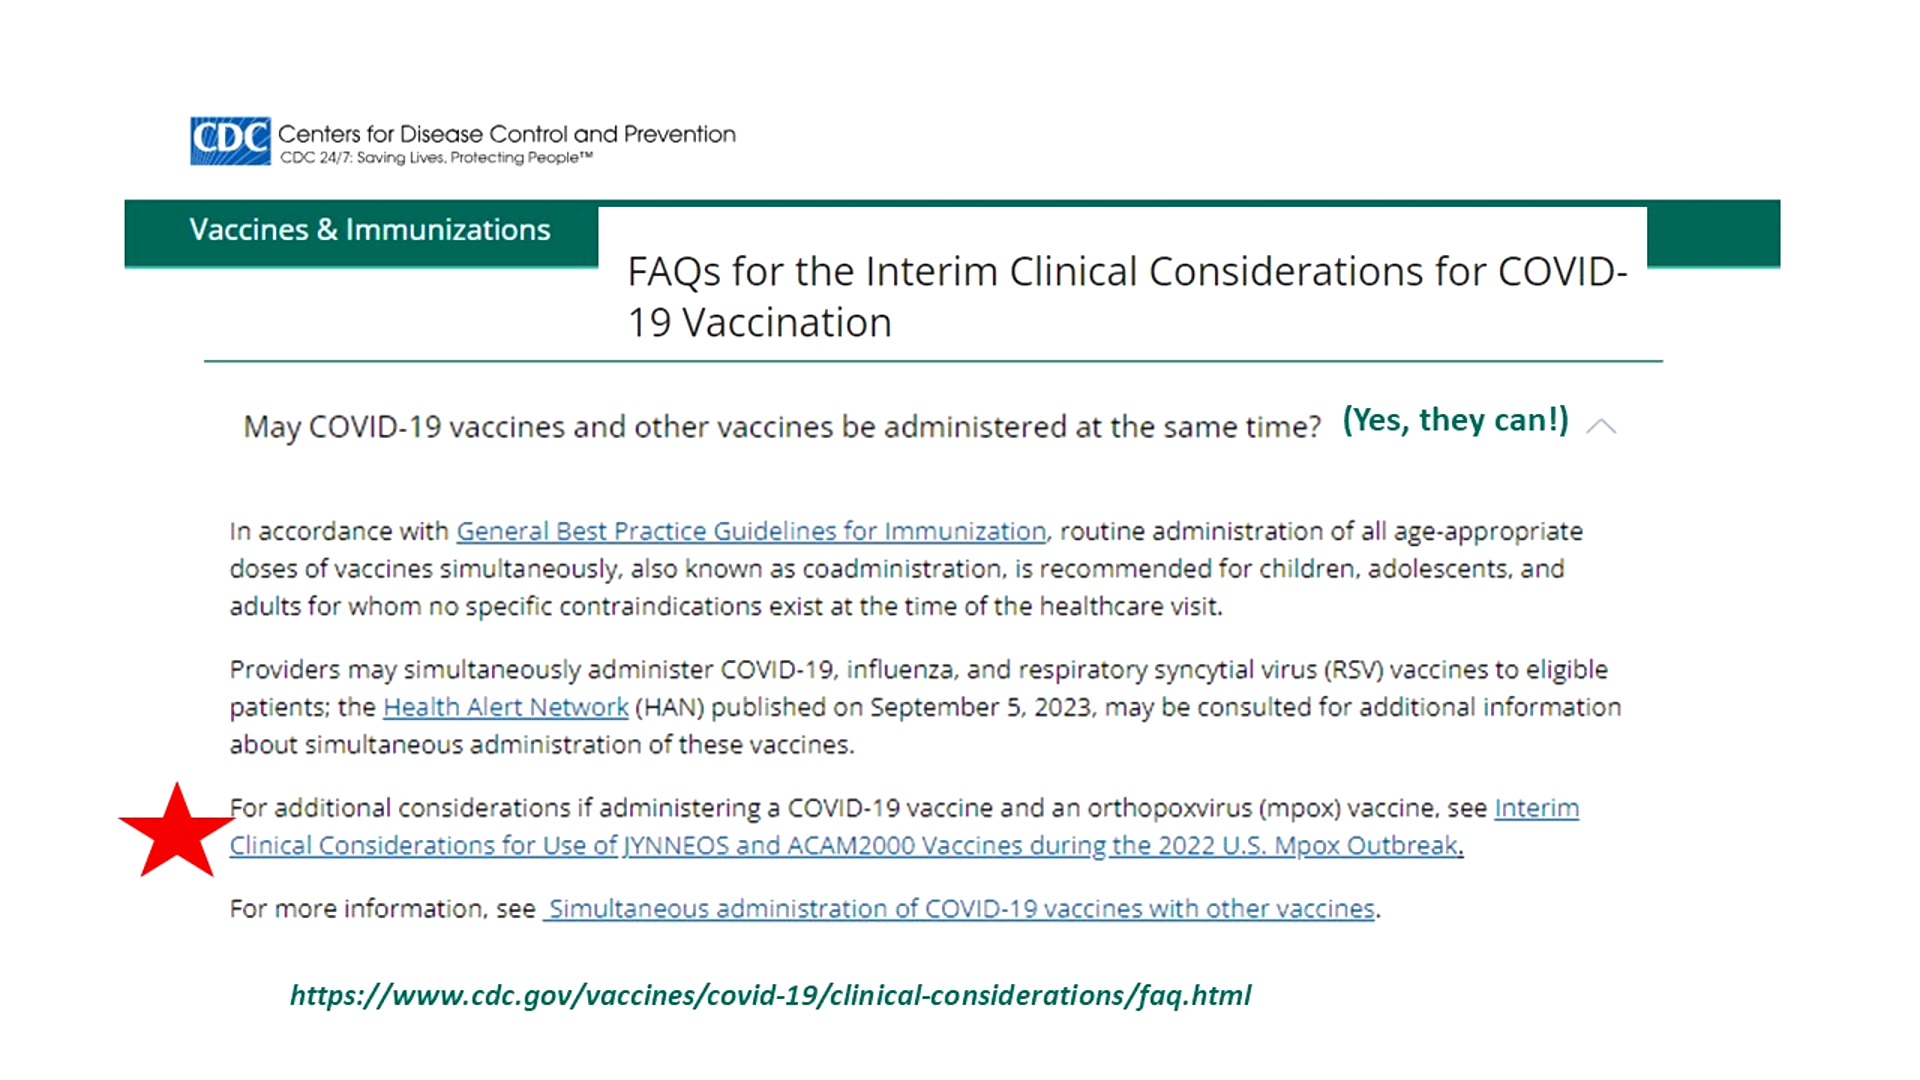 CDC Centers for Disease Control and Prevention
CDC 24/7: Saving Lives, Protecting People™
Vaccines & Immunizations
FAQs for the Interim Clinical Considerations for COVID-
19 Vaccination
May COVID-19 vaccines and other vaccines be administered at the same time? (Yes, they can!)
In accordance with General Best Practice Guidelines for Immunization, routine administration of all age-appropriate
doses of vaccines simultaneously, also known as coadministration, is recommended for children, adolescents, and
adults for whom no specific contraindications exist at the time of the healthcare visit.
Providers may simultaneously administer COVID-19, influenza, and respiratory syncytial virus (RSV) vaccines to eligible
patients; the Health Alert Network (HAN) published on September 5, 2023, may be consulted for additional information
about simultaneous administration of these vaccines.
For additional considerations if administering a COVID-19 vaccine and an orthopoxvirus (mpox) vaccine, see Interim
Clinical Considerations for Use of JYNNEOS and ACAM2000 Vaccines during the 2022 U.S. Mpox Outbreak.
For more information, see Simultaneous administration of COVID-19 vaccines with other vaccines.
https://www.cdc.gov/vaccines/covid-19/clinical-considerations/faq.html